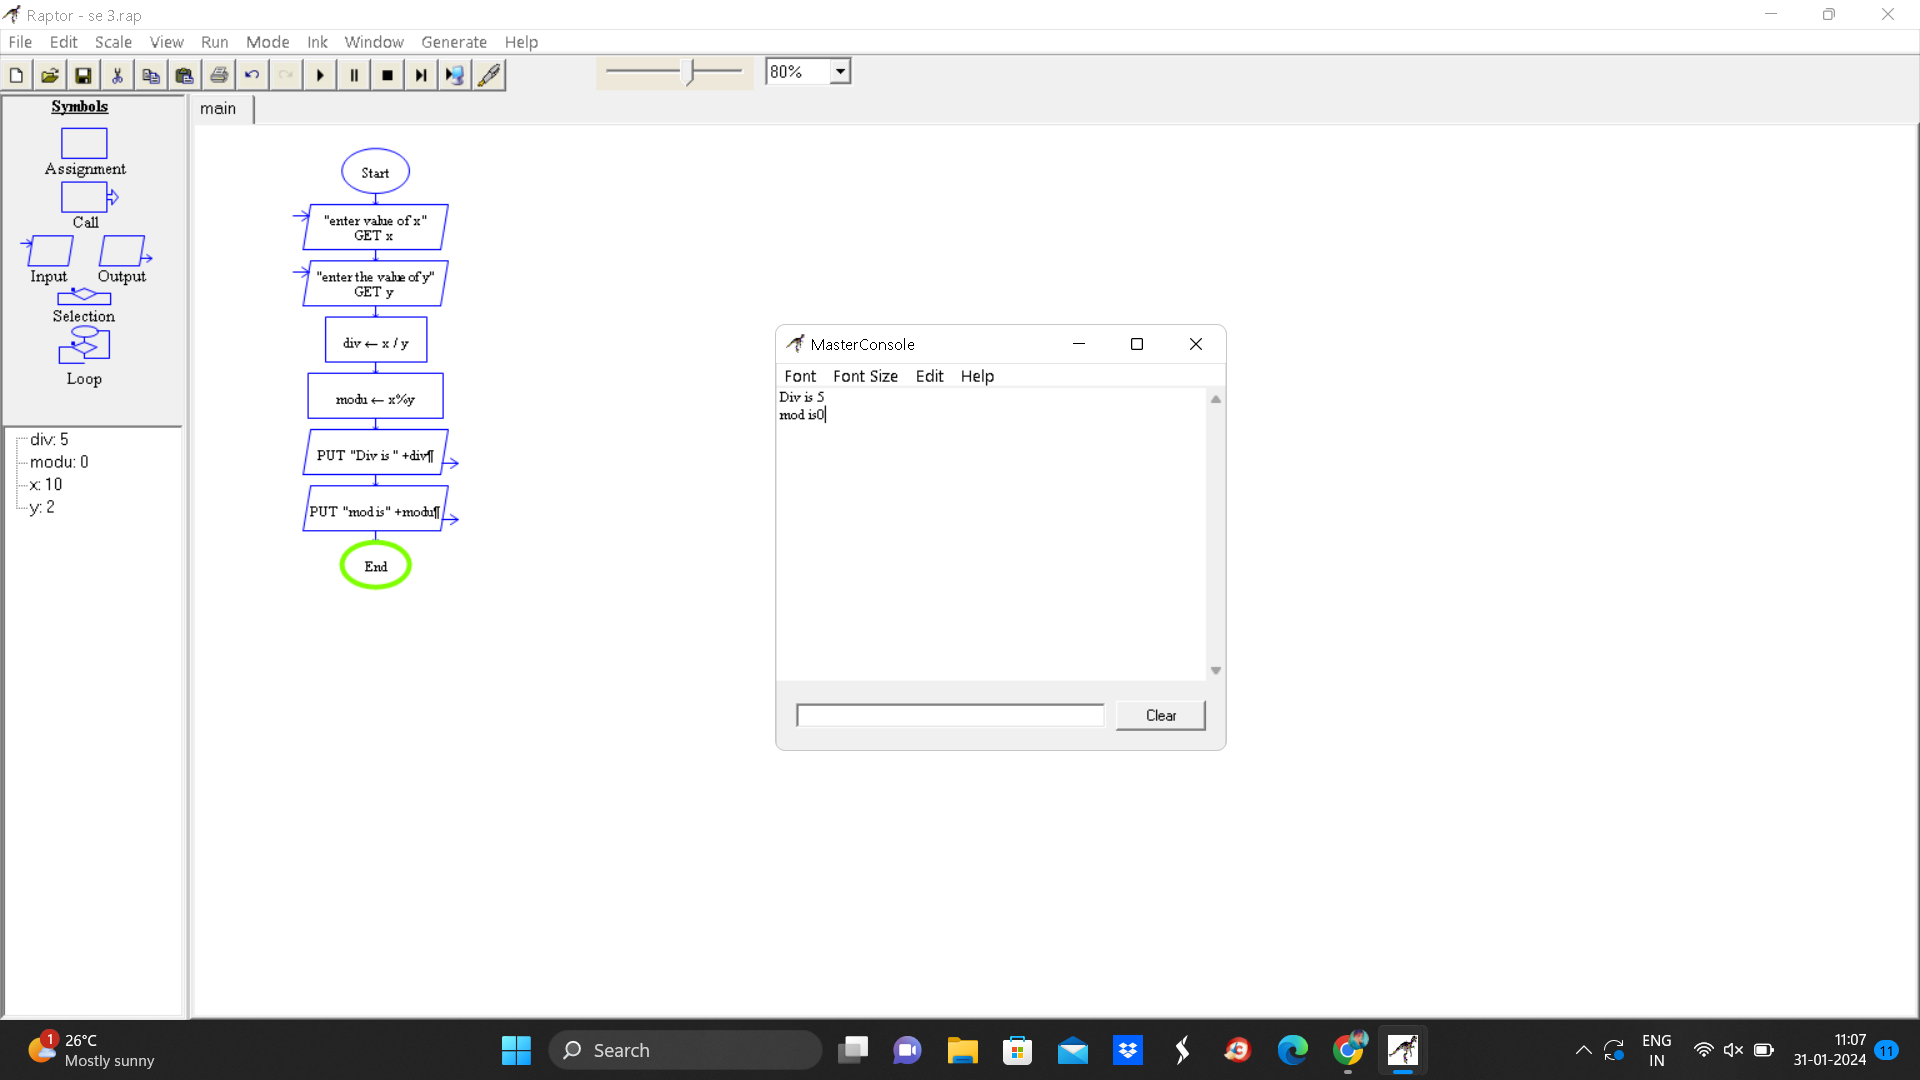 Raptor - se 3.rap
File Edit Scale View Run Mode Ink Window Generate Help
80%
Symbols
Assignment
Call
Input Output
Selection
Loop
div: 5
modu: 0
x: 10
y: 2
main
Start
"enter value of x"
GET x
"enter the value of y"
GET y
div ← x / y
modu ← x%y
PUT "Div is " +div¶
PUT "mod is" +modu¶
End
MasterConsole
Font Font Size Edit Help
Div is 5
mod is0
Clear
1
26°C
Mostly sunny
Search
ENG
IN
11:07
31-01-2024
11